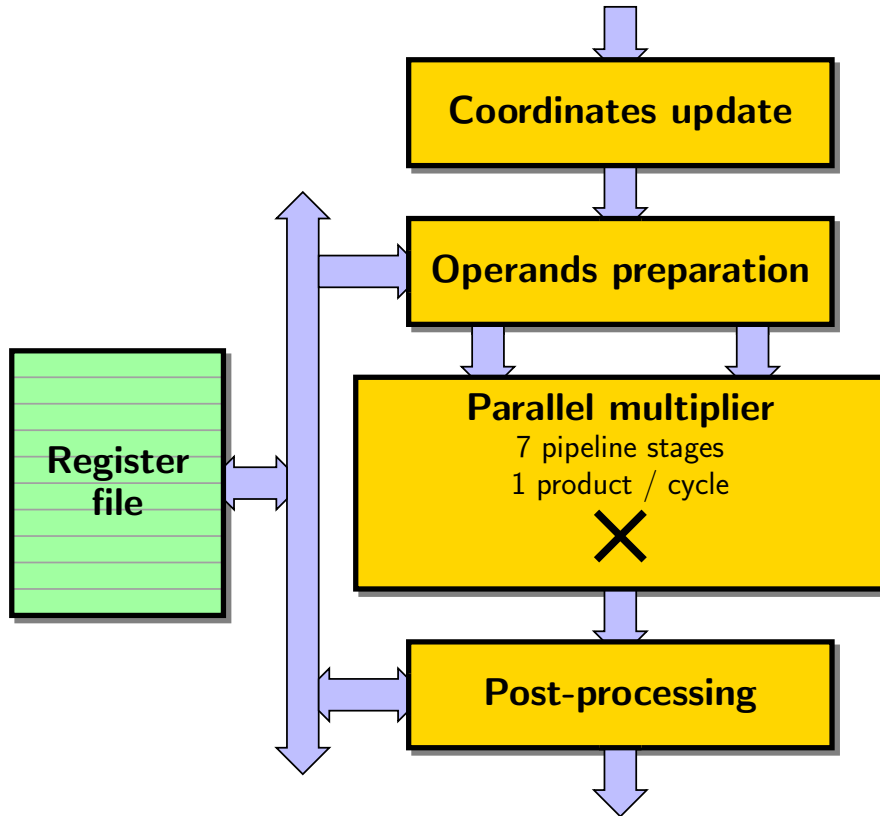 Coordinates update
Operands preparation
Parallel multiplier
7 pipeline stages
1 product / cycle
Register
file
Post-processing